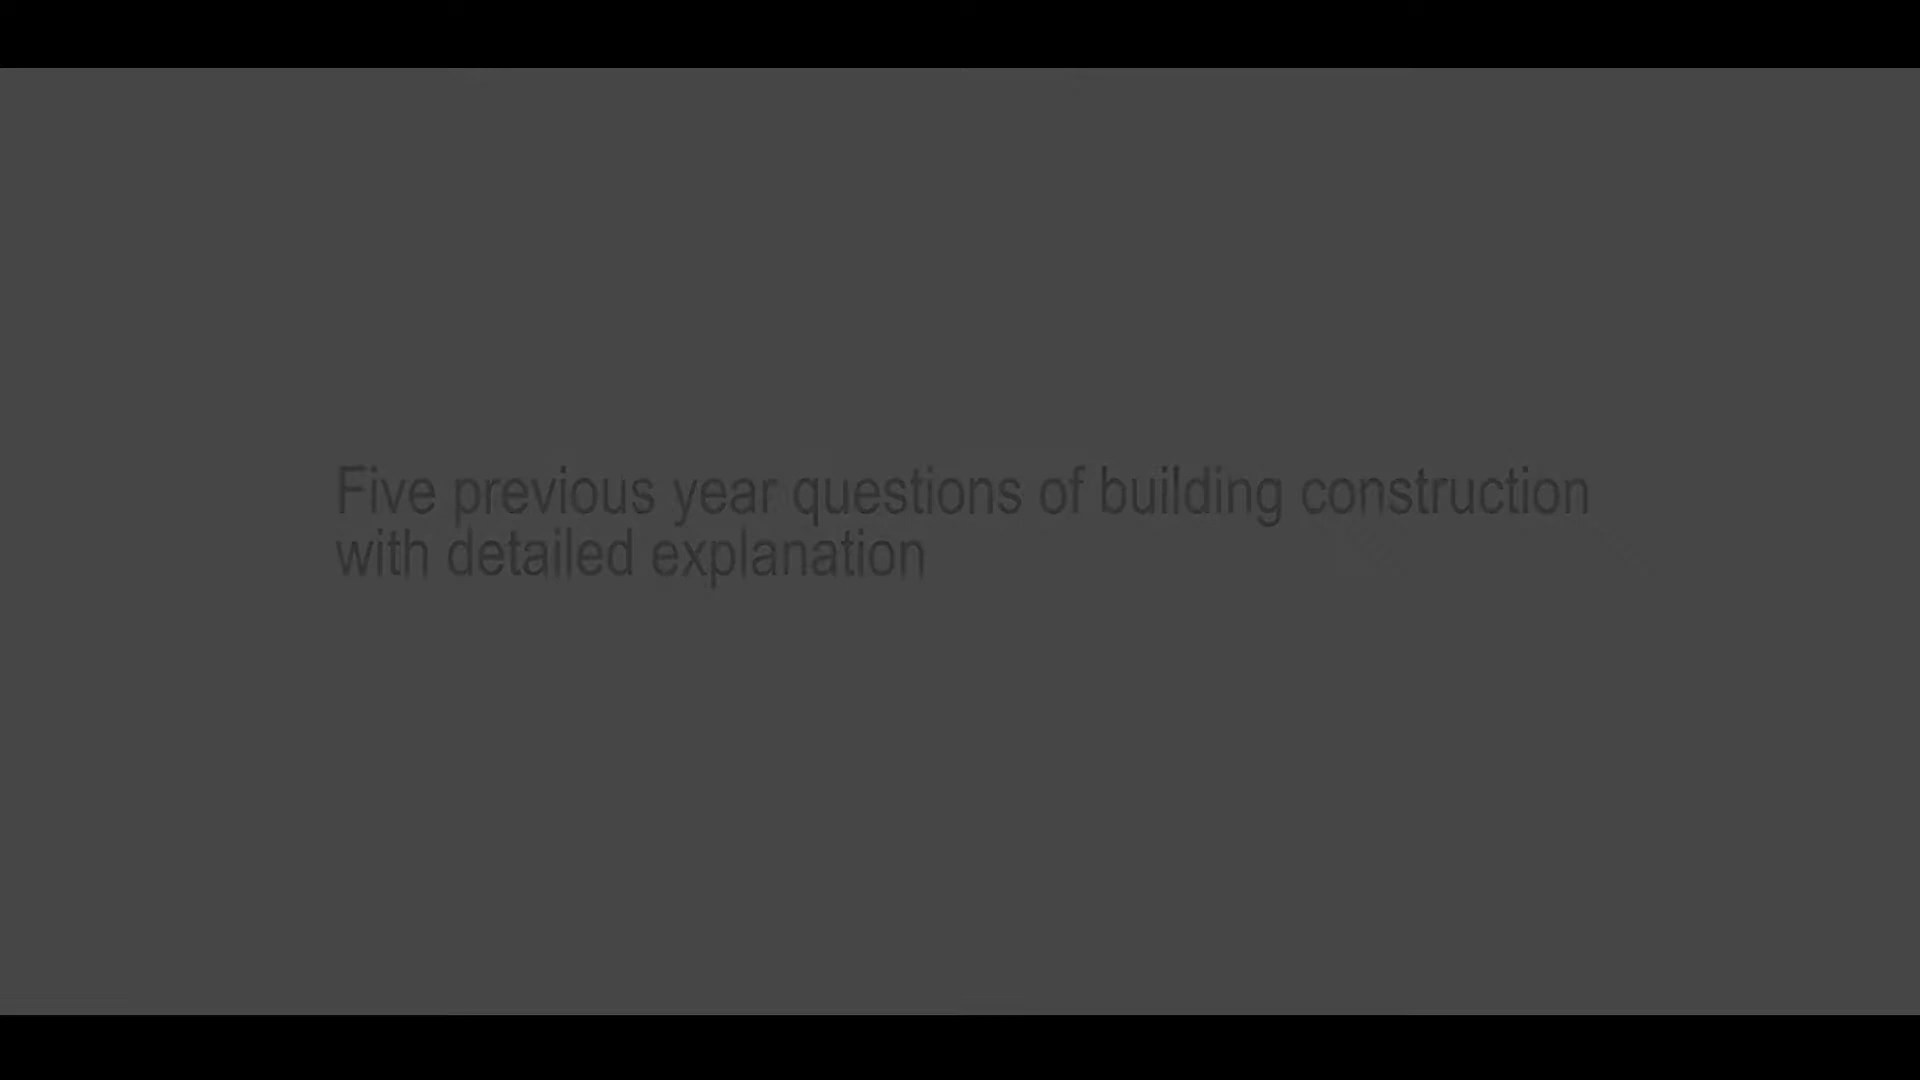 Five previous year questions of building construction
with detailed explanation